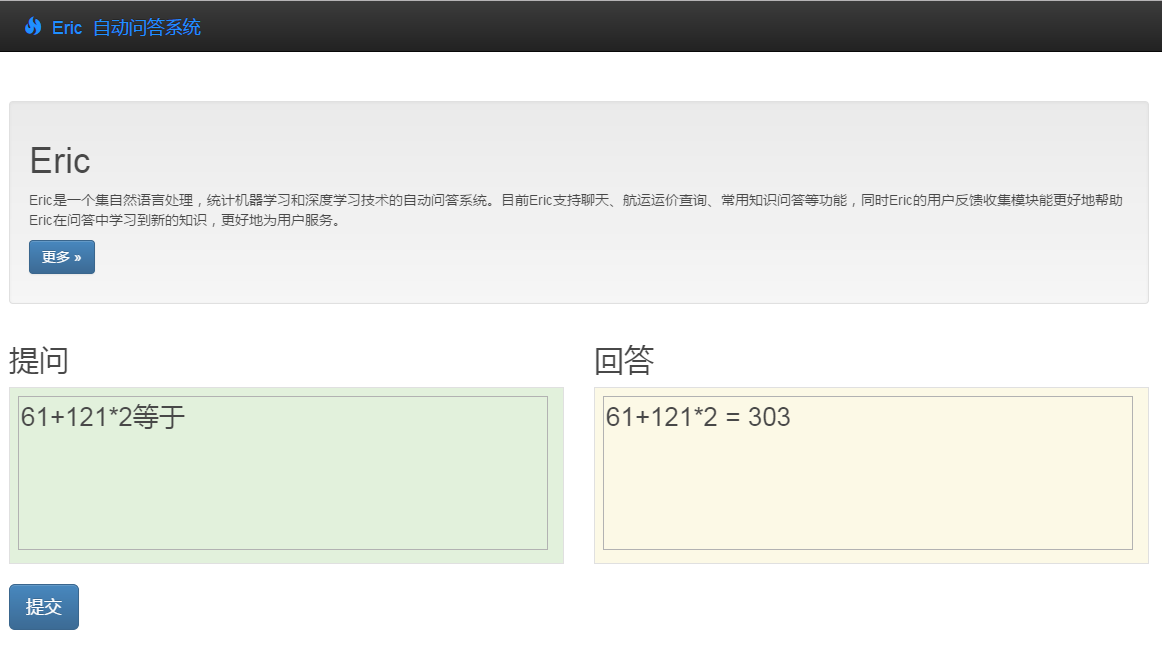 Eric 自动问答系统
Eric
Eric是一个集自然语言处理，统计机器学习和深度学习技术的自动问答系统。目前Eric支持聊天、航运运价查询、常用知识问答等功能，同时Eric的用户反馈收集模块能更好地帮助
Eric在问答中学习到新的知识，更好地为用户服务。
更多 »
提问
回答
61+121*2等于
61+121*2 = 303
提交